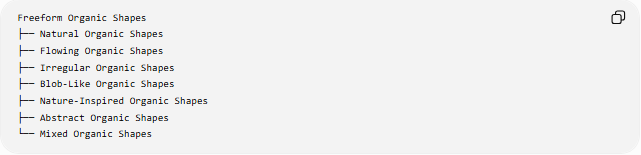 Freeform Organic Shapes
├── Natural Organic Shapes
├── Flowing Organic Shapes
├── Irregular Organic Shapes
├── Blob-Like Organic Shapes
├── Nature-Inspired Organic Shapes
├── Abstract Organic Shapes
└── Mixed Organic Shapes